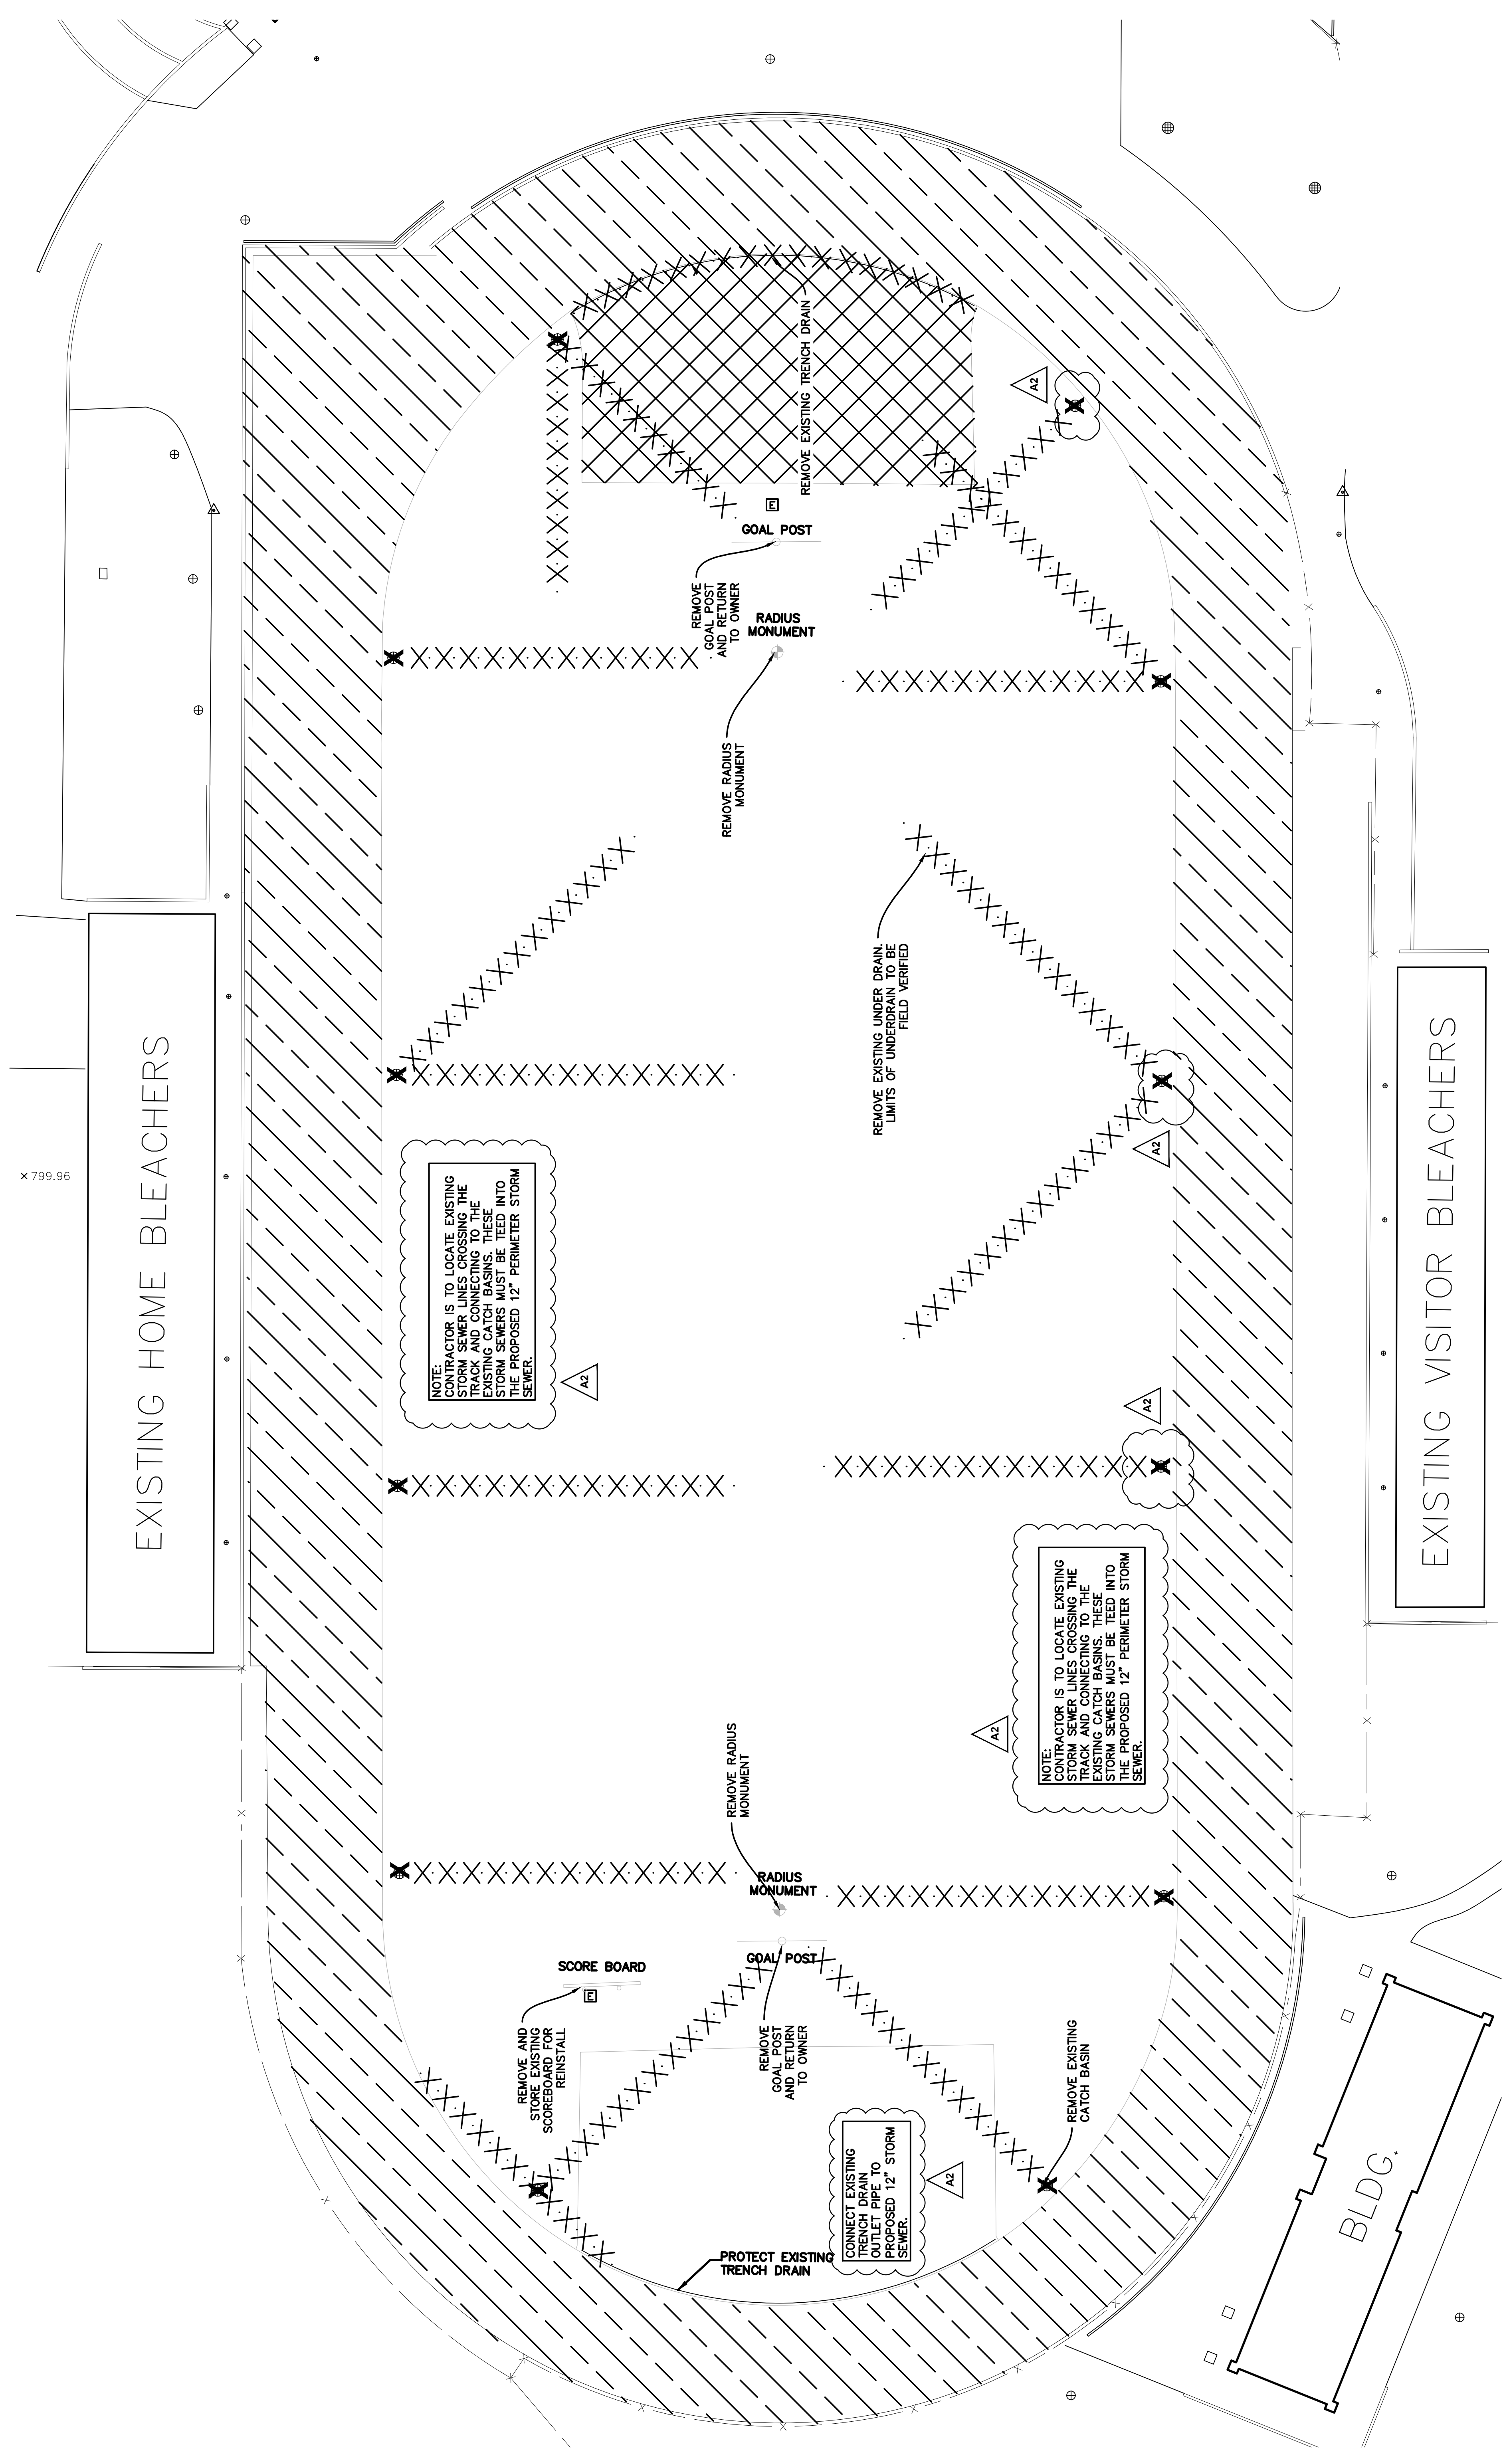 REMOVE EXISTING TRENCH DRAIN
A2
E
GOAL POST
REMOVE
GOAL POST
AND RETURN
TO OWNER
RADIUS
MONUMENT
REMOVE RADIUS
MONUMENT
REMOVE EXISTING UNDER DRAIN.
LIMITS OF UNDERDRAIN TO BE
FIELD VERIFIED
EXISTING HOME BLEACHERS
EXISTING VISITOR BLEACHERS
799.96
A2
NOTE:
CONTRACTOR IS TO LOCATE EXISTING
STORM SEWER LINES CROSSING THE
TRACK AND CONNECTING TO THE
EXISTING CATCH BASINS. THESE
STORM SEWERS MUST BE TEED INTO
THE PROPOSED 12" PERIMETER STORM
SEWER.
A2
A2
NOTE:
CONTRACTOR IS TO LOCATE EXISTING
STORM SEWER LINES CROSSING THE
TRACK AND CONNECTING TO THE
EXISTING CATCH BASINS. THESE
STORM SEWERS MUST BE TEED INTO
THE PROPOSED 12" PERIMETER STORM
SEWER.
A2
REMOVE RADIUS
MONUMENT
RADIUS
MONUMENT
GOAL POST
SCORE BOARD
E
REMOVE AND
STORE EXISTING
SCOREBOARD FOR
REINSTALL
REMOVE
GOAL POST
AND RETURN
TO OWNER
REMOVE EXISTING
CATCH BASIN
CONNECT EXISTING
TRENCH DRAIN
OUTLET PIPE TO
PROPOSED 12" STORM
SEWER.
A2
PROTECT EXISTING
TRENCH DRAIN
BLDG.